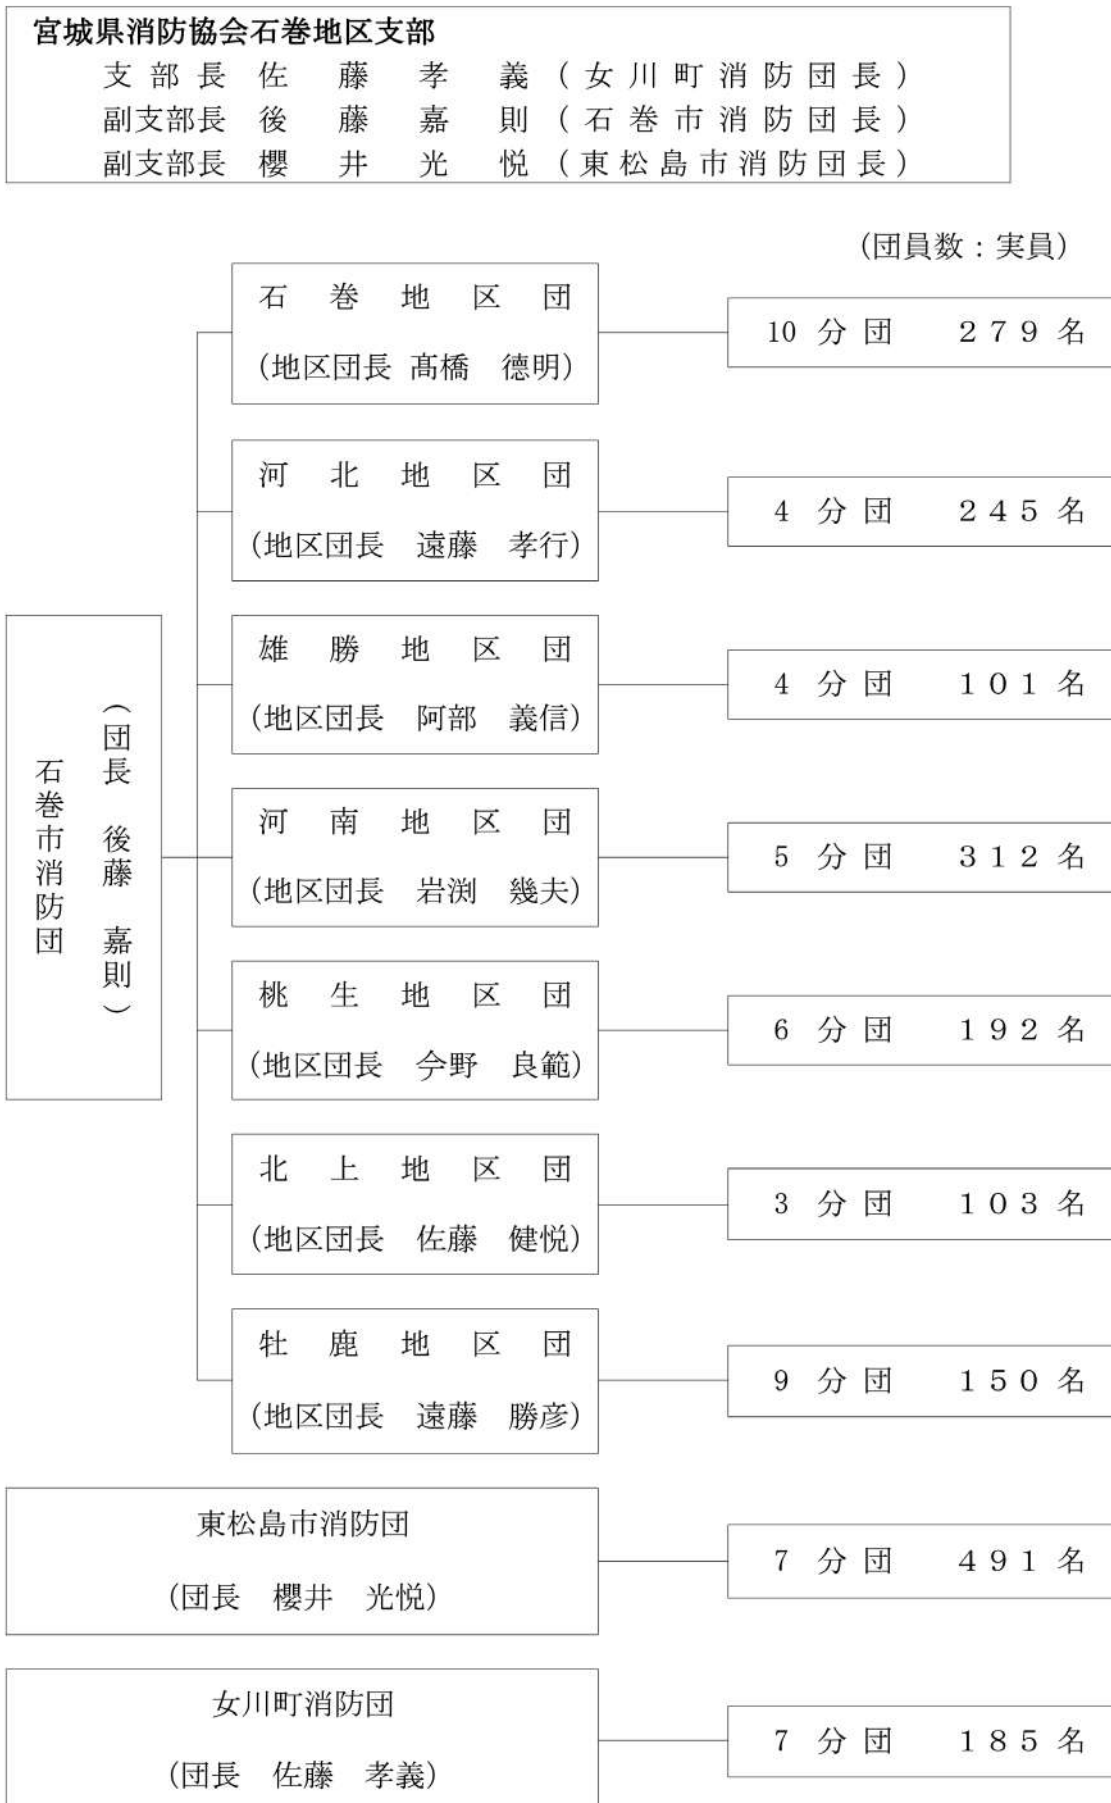 宮城県消防協会石巻地区支部
支部長 佐藤孝義(女川町消防団長)
副支部長 後藤嘉則(石巻市消防団長)
副支部長 櫻井光悦(東松島市消防団長)
(団員数:実員)
石巻市消防団
(団長 後藤 嘉則)
石巻地区団
(地区団長 髙橋 德明)
10分団 279名
河北地区団
(地区団長 遠藤 孝行)
4分団 245名
雄勝地区団
(地区団長 阿部 義信)
4分団 101名
河南地区団
(地区団長 岩渕 幾夫)
5分団 312名
桃生地区団
(地区団長 今野 良範)
6分団 192名
北上地区団
(地区団長 佐藤 健悦)
3分団 103名
牡鹿地区団
(地区団長 遠藤 勝彦)
9分団 150名
東松島市消防団
(団長 櫻井 光悦)
7分団 491名
女川町消防団
(団長 佐藤 孝義)
7分団 185名